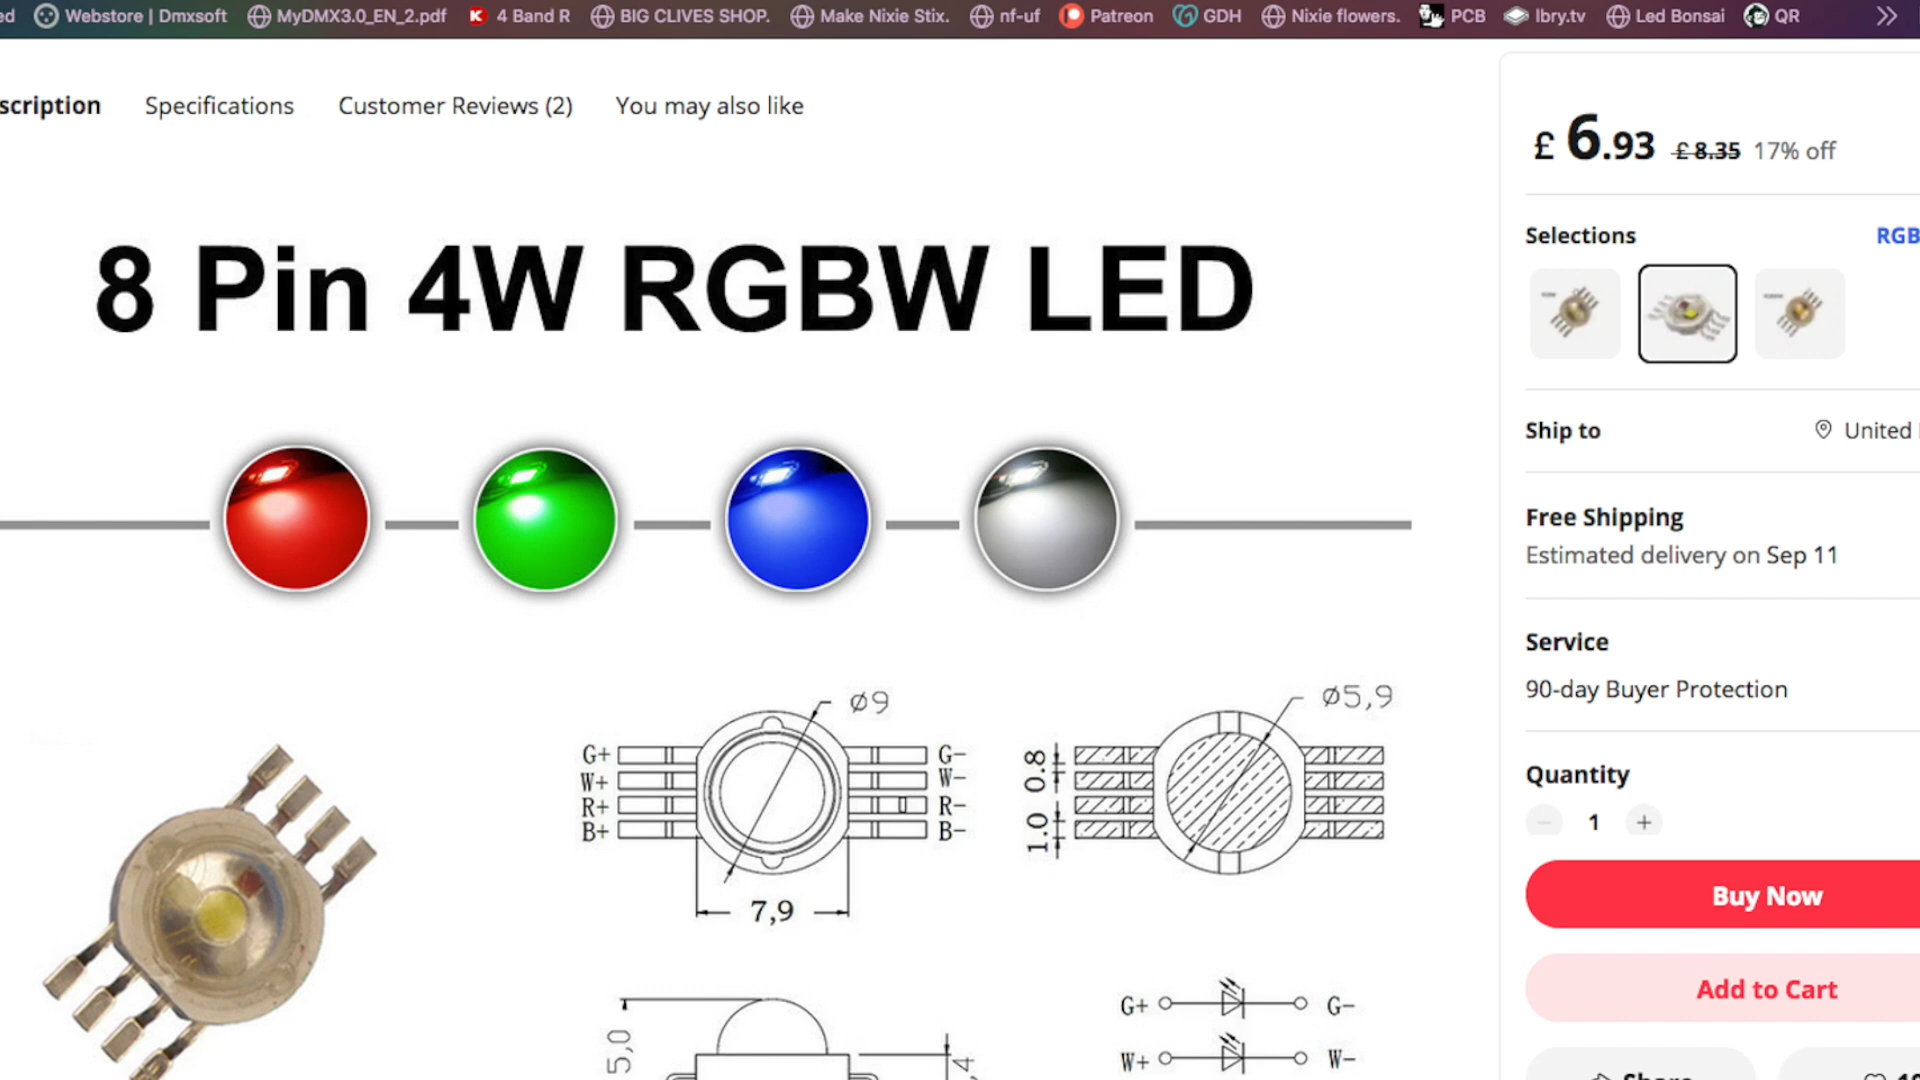 ed Webstore | Dmxsoft MyDMX3.0_EN_2.pdf 4 Band R BIG CLIVES SHOP. Make Nixie Stix. nf-uf Patreon GDH Nixie flowers. PCB lbry.tv Led Bonsai QR
scription Specifications Customer Reviews (2) You may also like
£ 6.93 £ 8.35 17% off
8 Pin 4W RGBW LED
Selections RGB
Ship to United
Free Shipping
Estimated delivery on Sep 11
Service
90-day Buyer Protection
Quantity
- 1 +
Buy Now
Add to Cart
Share
Ø9
G+ G-
W+ W-
R+ R-
B+ B-
7,9
Ø5,9
0.8
1.0
5,0
G+ G-
W+ W-